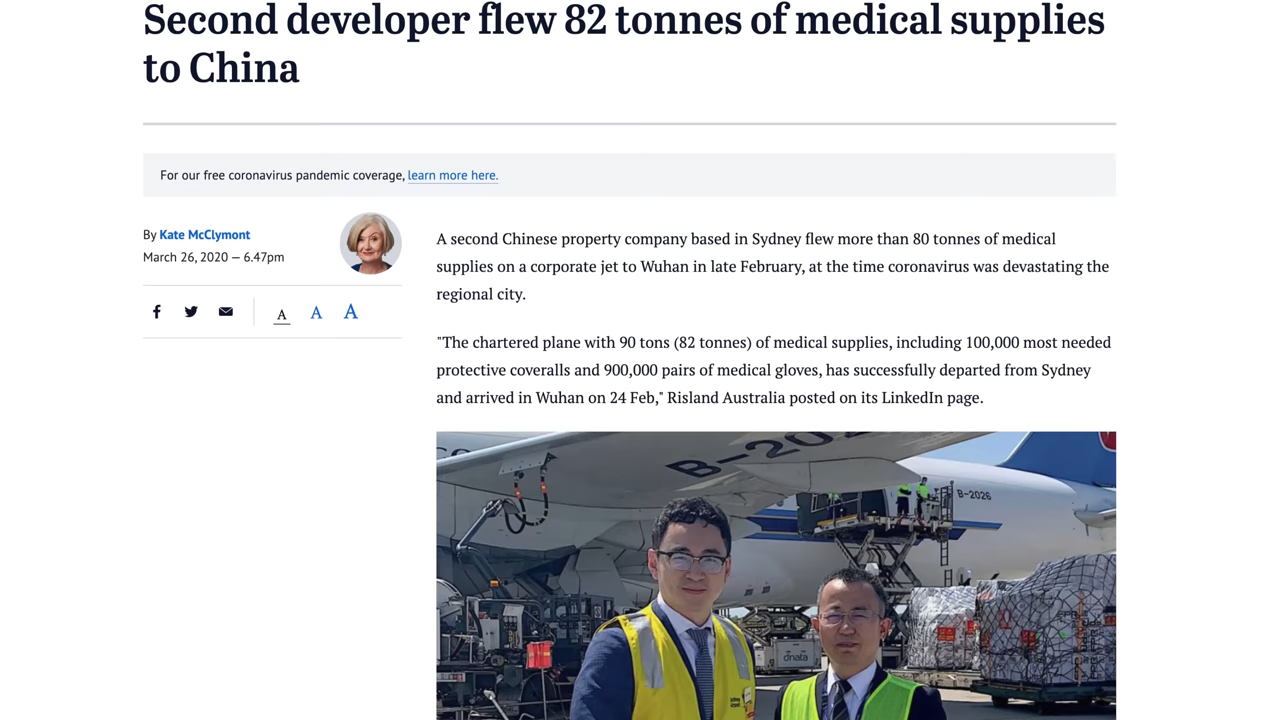 Second developer flew 82 tonnes of medical supplies
to China
For our free coronavirus pandemic coverage, learn more here.
By Kate McClymont
March 26, 2020 — 6.47pm
A A A
A second Chinese property company based in Sydney flew more than 80 tonnes of medical
supplies on a corporate jet to Wuhan in late February, at the time coronavirus was devastating the
regional city.
"The chartered plane with 90 tons (82 tonnes) of medical supplies, including 100,000 most needed
protective coveralls and 900,000 pairs of medical gloves, has successfully departed from Sydney
and arrived in Wuhan on 24 Feb," Risland Australia posted on its LinkedIn page.
B-202
B-2026
dnata